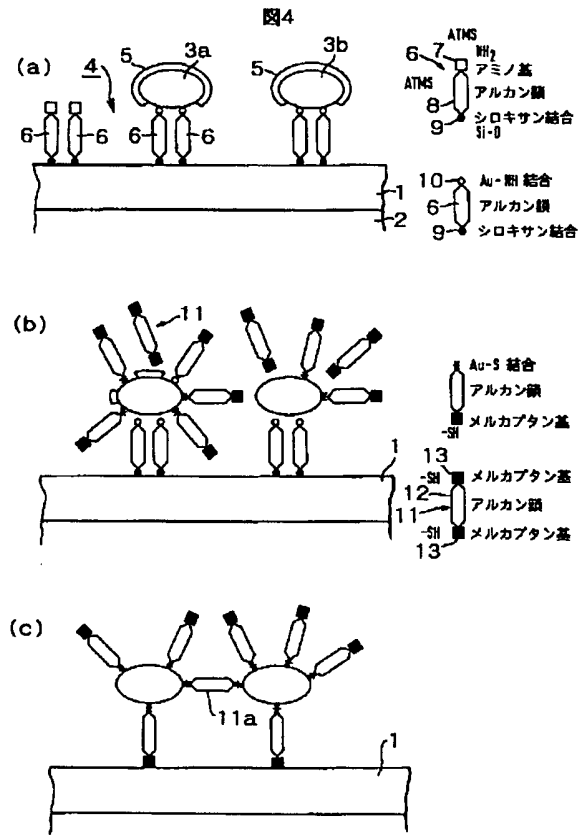 図4
(a)
4
5
3a
5
3b
6
6
6
6
1
2
ATMS
7
6
NH2
アミノ基
ATMS
8
アルカン鎖
9
シロキサン結合
Si-O
10
Au-NH 結合
6
アルカン鎖
9
シロキサン結合
(b)
11
1
Au-S 結合
アルカン鎖
メルカプタン基
-SH
13
-SH
メルカプタン基
12
アルカン鎖
11
-SH
メルカプタン基
13
(c)
11a
1